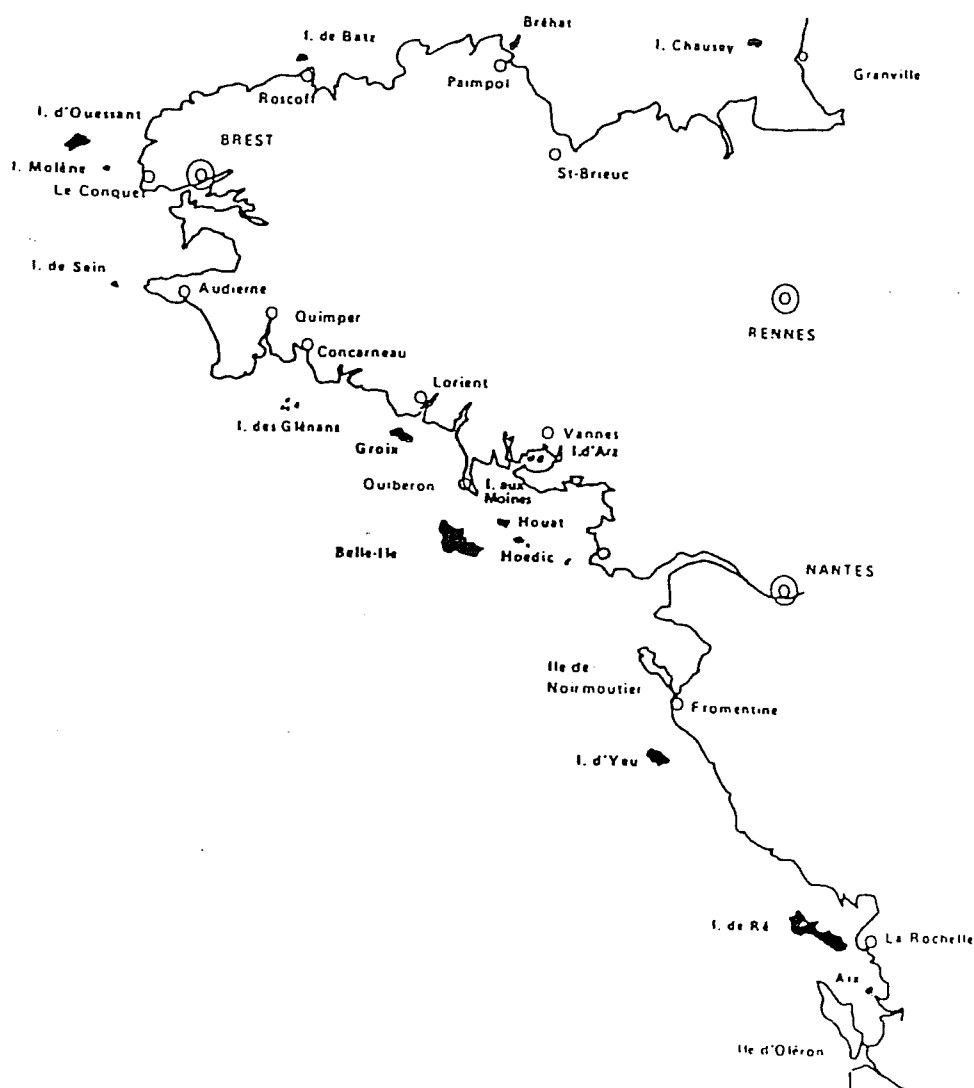 Bréhat
I. de Batz
I. Chausey
Granville
Paimpol
Roscoff
I. d'Ouessant
BREST
I. Molène
Le Conquet
St-Brieuc
I. de Sein
Audierne
RENNES
Quimper
Concarneau
Lorient
I. des Glénans
Vannes
I. d'Arz
Groix
Quiberon
I. aux
Moines
Houat
Belle-Ile
Hoedic
NANTES
Ile de
Noirmoutier
Fromentine
I. d'Yeu
I. de Ré
La Rochelle
Aix
Ile d'Oléron